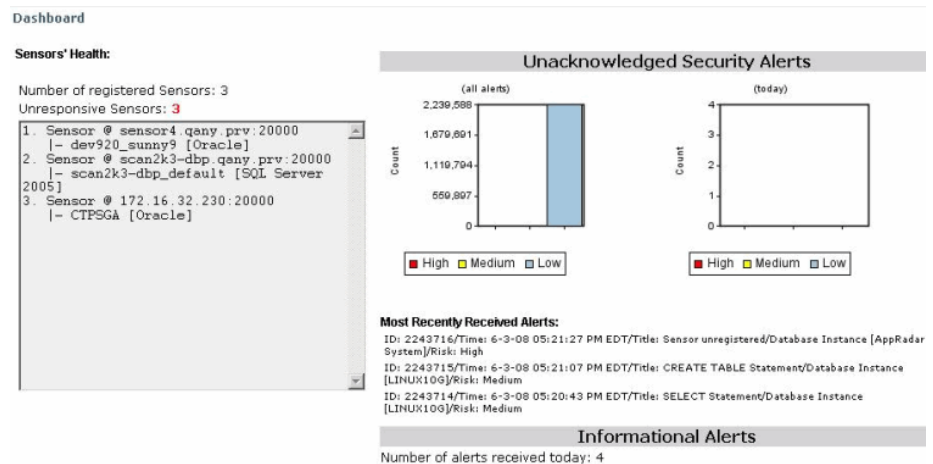 Dashboard
Sensors' Health:
Number of registered Sensors: 3
Unresponsive Sensors: 3
1. Sensor @ sensor4.qany.prv:20000
|- dev920_sunny9 [Oracle]
2. Sensor @ scan2k3-dbp.qany.prv:20000
|- scan2k3-dbp_default [SQL Server
2005]
3. Sensor @ 172.16.32.230:20000
|- CTPSGA [Oracle]
Unacknowledged Security Alerts
(all alerts)
2,239,588
1,679,691
1,119,794
559,897
0
Count
High Medium Low
(today)
4
3
2
1
0
Count
High Medium Low
Most Recently Received Alerts:
ID: 2243716/Time: 6-3-08 05:21:27 PM EDT/Title: Sensor unregistered/Database Instance [AppRadar
System]/Risk: High
ID: 2243715/Time: 6-3-08 05:21:07 PM EDT/Title: CREATE TABLE Statement/Database Instance
[LINUX10G]/Risk: Medium
ID: 2243714/Time: 6-3-08 05:20:43 PM EDT/Title: SELECT Statement/Database Instance
[LINUX10G]/Risk: Medium
Informational Alerts
Number of alerts received today: 4